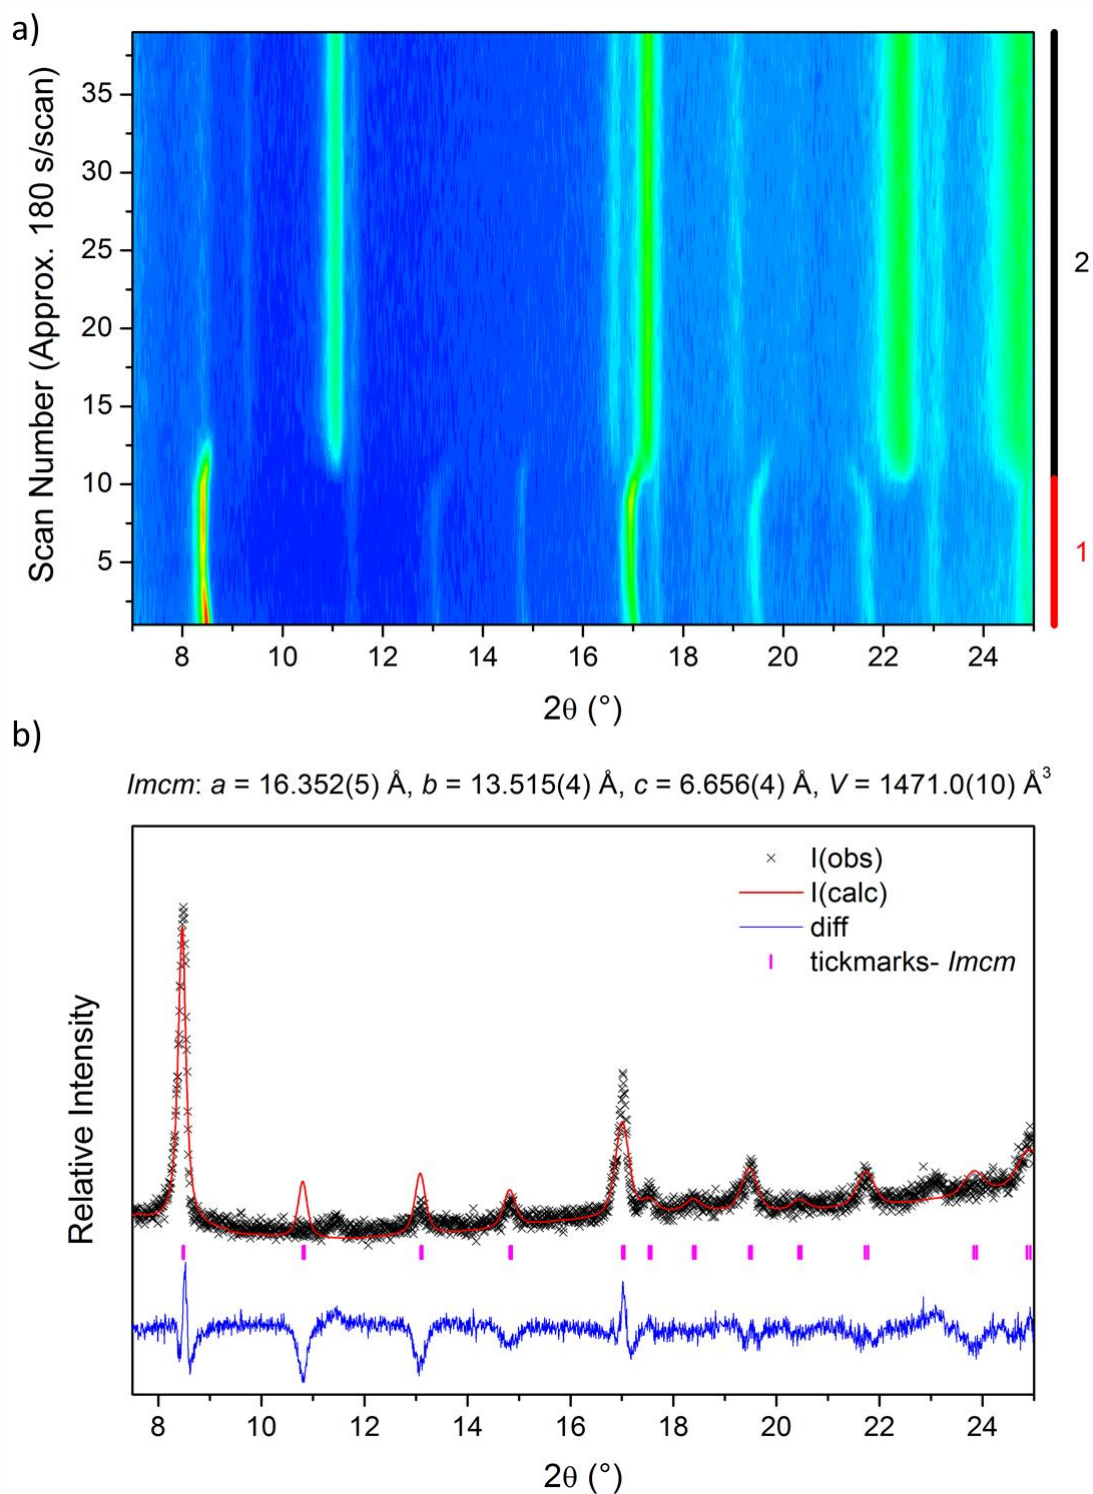 a)
Scan Number (Approx. 180 s/scan)
35
30
25
20
15
10
5
8 10 12 14 16 18 20 22 24
2θ (°)
2
1
b)
Imcm: a = 16.352(5) Å, b = 13.515(4) Å, c = 6.656(4) Å, V = 1471.0(10) Å³
I(obs)
I(calc)
diff
tickmarks- Imcm
Relative Intensity
8 10 12 14 16 18 20 22 24
2θ (°)